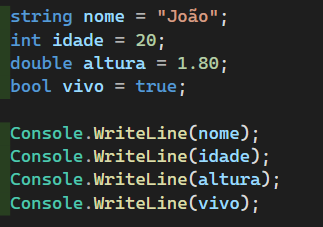 string nome = "João";
int idade = 20;
double altura = 1.80;
bool vivo = true;
Console.WriteLine(nome);
Console.WriteLine(idade);
Console.WriteLine(altura);
Console.WriteLine(vivo);